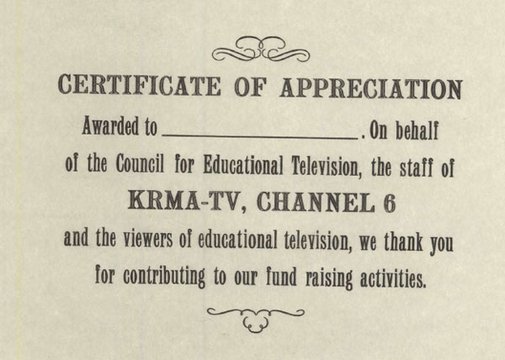 CERTIFICATE OF APPRECIATION
Awarded to ____________________. On behalf
of the Council for Educational Television, the staff of
KRMA-TV, CHANNEL 6
and the viewers of educational television, we thank you
for contributing to our fund raising activities.